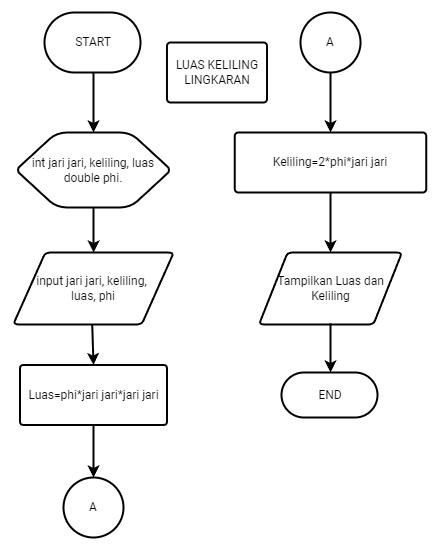 START
int jari jari, keliling, luas
double phi.
input jari jari, keliling,
luas, phi
Luas=phi*jari jari*jari jari
A
LUAS KELILING
LINGKARAN
A
Keliling=2*phi*jari jari
Tampilkan Luas dan
Keliling
END